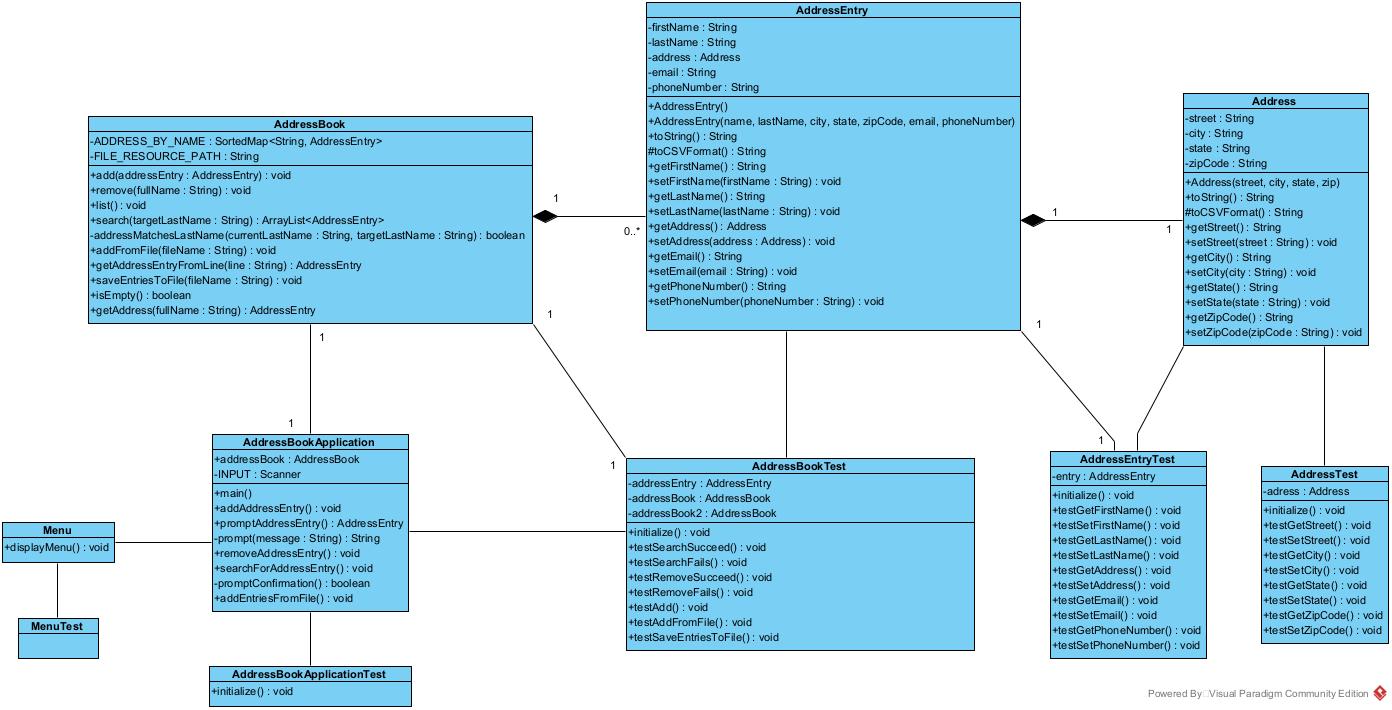 AddressEntry
-firstName : String
-lastName : String
-address : Address
-email : String
-phoneNumber : String
+AddressEntry()
+AddressEntry(name, lastName, city, state, zipCode, email, phoneNumber)
+toString() : String
#toCSVFormat() : String
+getFirstName() : String
+setFirstName(firstName : String) : void
+getLastName() : String
+setLastName(lastName : String) : void
+getAddress() : Address
+setAddress(address : Address) : void
+getEmail() : String
+setEmail(email : String) : void
+getPhoneNumber() : String
+setPhoneNumber(phoneNumber : String) : void
Address
-street : String
-city : String
-state : String
-zipCode : String
+Address(street, city, state, zip)
+toString() : String
#toCSVFormat() : String
+getStreet() : String
+setStreet(street : String) : void
+getCity() : String
+setCity(city : String) : void
+getState() : String
+setState(state : String) : void
+getZipCode() : String
+setZipCode(zipCode : String) : void
AddressBook
-ADDRESS_BY_NAME : SortedMap<String, AddressEntry>
-FILE_RESOURCE_PATH : String
+add(addressEntry : AddressEntry) : void
+remove(fullName : String) : void
+list() : void
+search(targetLastName : String) : ArrayList<AddressEntry>
-addressMatchesLastName(currentLastName : String, targetLastName : String) : boolean
+addFromFile(fileName : String) : void
+getAddressEntryFromLine(line : String) : AddressEntry
+saveEntriesToFile(fileName : String) : void
+isEmpty() : boolean
+getAddress(fullName : String) : AddressEntry
1
0..*
1
1
1
1
1
1
1
1
AddressBookApplication
+addressBook : AddressBook
-INPUT : Scanner
+main()
+addAddressEntry() : void
+promptAddressEntry() : AddressEntry
-prompt(message : String) : String
+removeAddressEntry() : void
+searchForAddressEntry() : void
-promptConfirmation() : boolean
+addEntriesFromFile() : void
AddressBookTest
-addressEntry : AddressEntry
-addressBook : AddressBook
-addressBook2 : AddressBook
+initialize() : void
+testSearchSucceed() : void
+testSearchFails() : void
+testRemoveSucceed() : void
+testRemoveFails() : void
+testAdd() : void
+testAddFromFile() : void
+testSaveEntriesToFile() : void
AddressEntryTest
-entry : AddressEntry
+initialize() : void
+testGetFirstName() : void
+testSetFirstName() : void
+testGetLastName() : void
+testSetLastName() : void
+testGetAddress() : void
+testSetAddress() : void
+testGetEmail() : void
+testSetEmail() : void
+testGetPhoneNumber() : void
+testSetPhoneNumber() : void
AddressTest
-adress : Address
+initialize() : void
+testGetStreet() : void
+testSetStreet() : void
+testGetCity() : void
+testSetCity() : void
+testGetState() : void
+testSetState() : void
+testGetZipCode() : void
+testSetZipCode() : void
Menu
+displayMenu() : void
MenuTest
AddressBookApplicationTest
+initialize() : void
Powered By Visual Paradigm Community Edition